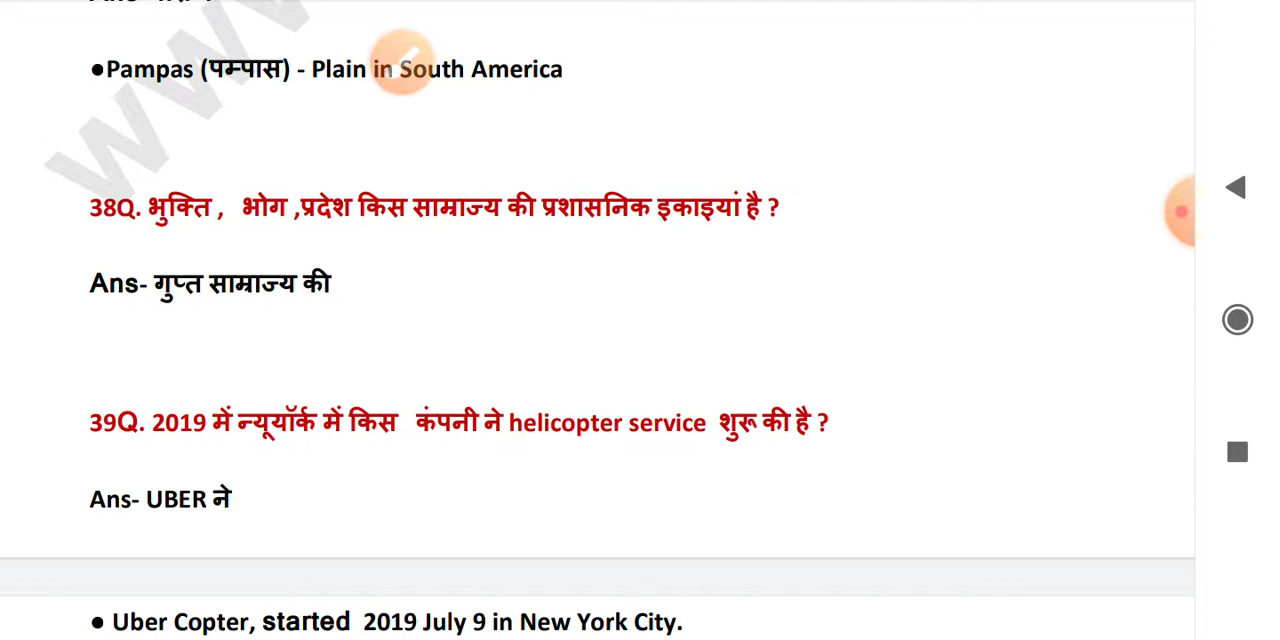 ●Pampas (पम्पास) - Plain in South America
38Q. भुक्ति , भोग ,प्रदेश किस साम्राज्य की प्रशासनिक इकाइयां है ?
Ans- गुप्त साम्राज्य की
39Q. 2019 में न्यूयॉर्क में किस कंपनी ने helicopter service शुरू की है ?
Ans- UBER ने
● Uber Copter, started 2019 July 9 in New York City.